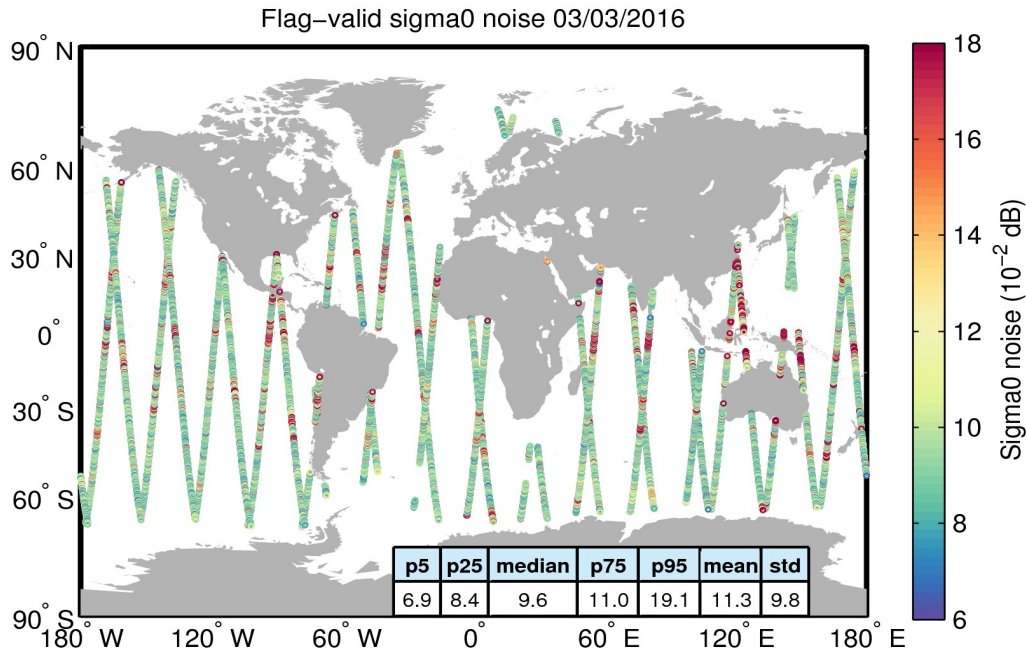 Flag−valid sigma0 noise 03/03/2016
90° N
60° N
30° N
0°
30° S
60° S
90° S
180° W
120° W
60° W
0°
60° E
120° E
180° E
p5 p25 median p75 p95 mean std
6.9 8.4 9.6 11.0 19.1 11.3 9.8
18
16
14
12
10
8
6
Sigma0 noise (10⁻² dB)